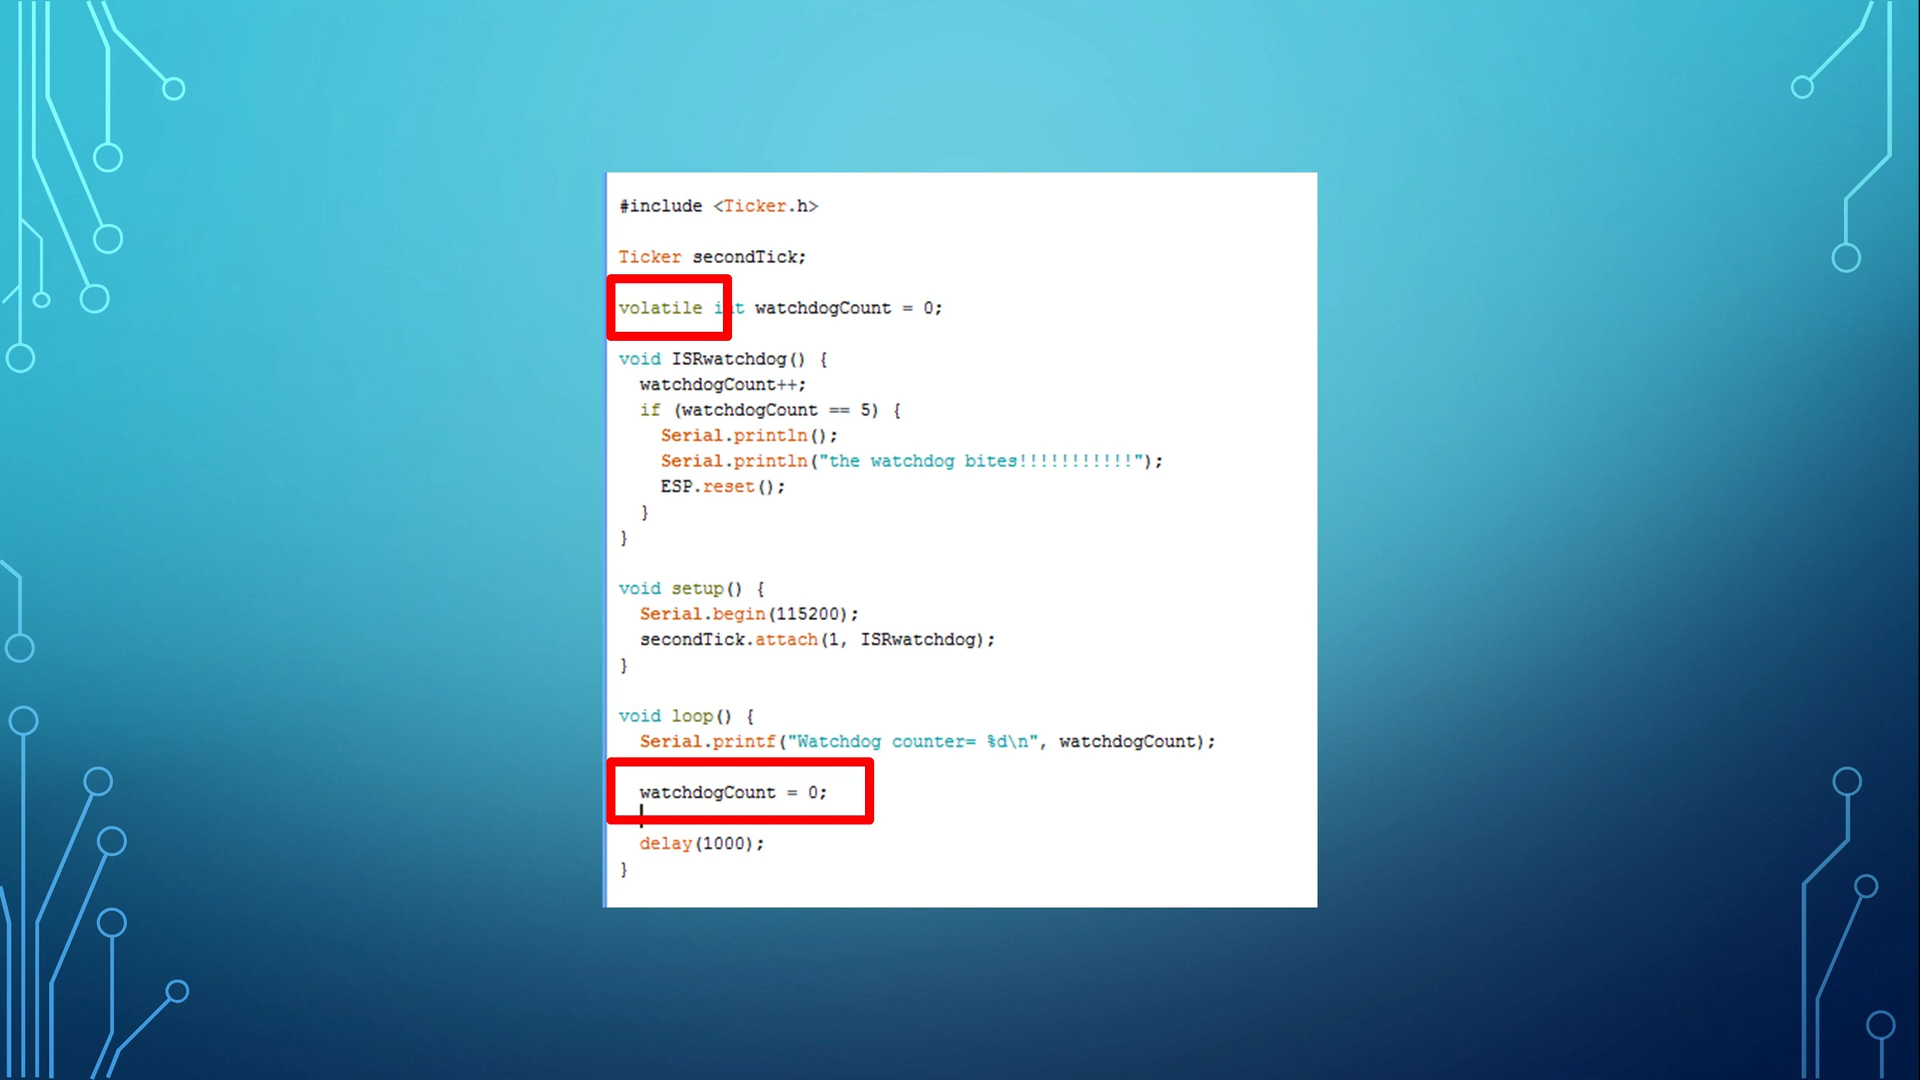 #include <Ticker.h>
Ticker secondTick;
volatile int watchdogCount = 0;
void ISRwatchdog() {
watchdogCount++;
if (watchdogCount == 5) {
Serial.println();
Serial.println("the watchdog bites!!!!!!!!!!!");
ESP.reset();
}
}
void setup() {
Serial.begin(115200);
secondTick.attach(1, ISRwatchdog);
}
void loop() {
Serial.printf("Watchdog counter= %d\n", watchdogCount);
watchdogCount = 0;
delay(1000);
}